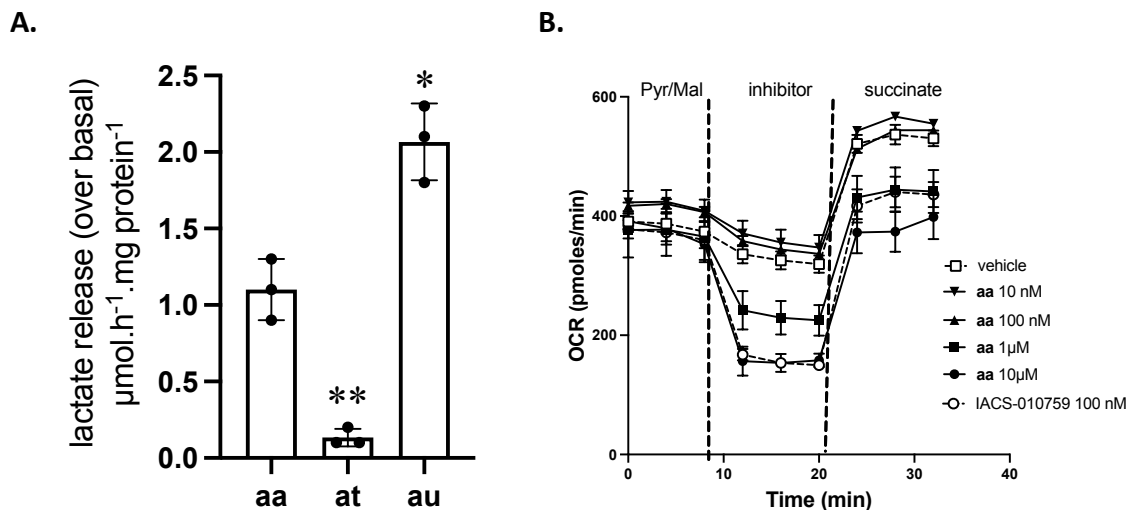 A.
lactate release (over basal)
µmol.h⁻¹.mg protein⁻¹
2.5
2.0
1.5
1.0
0.5
0.0
*
**
aa at au
B.
Pyr/Mal inhibitor succinate
OCR (pmoles/min)
600
400
200
0
0 10 20 30 40
Time (min)
vehicle
aa 10 nM
aa 100 nM
aa 1µM
aa 10µM
IACS-010759 100 nM